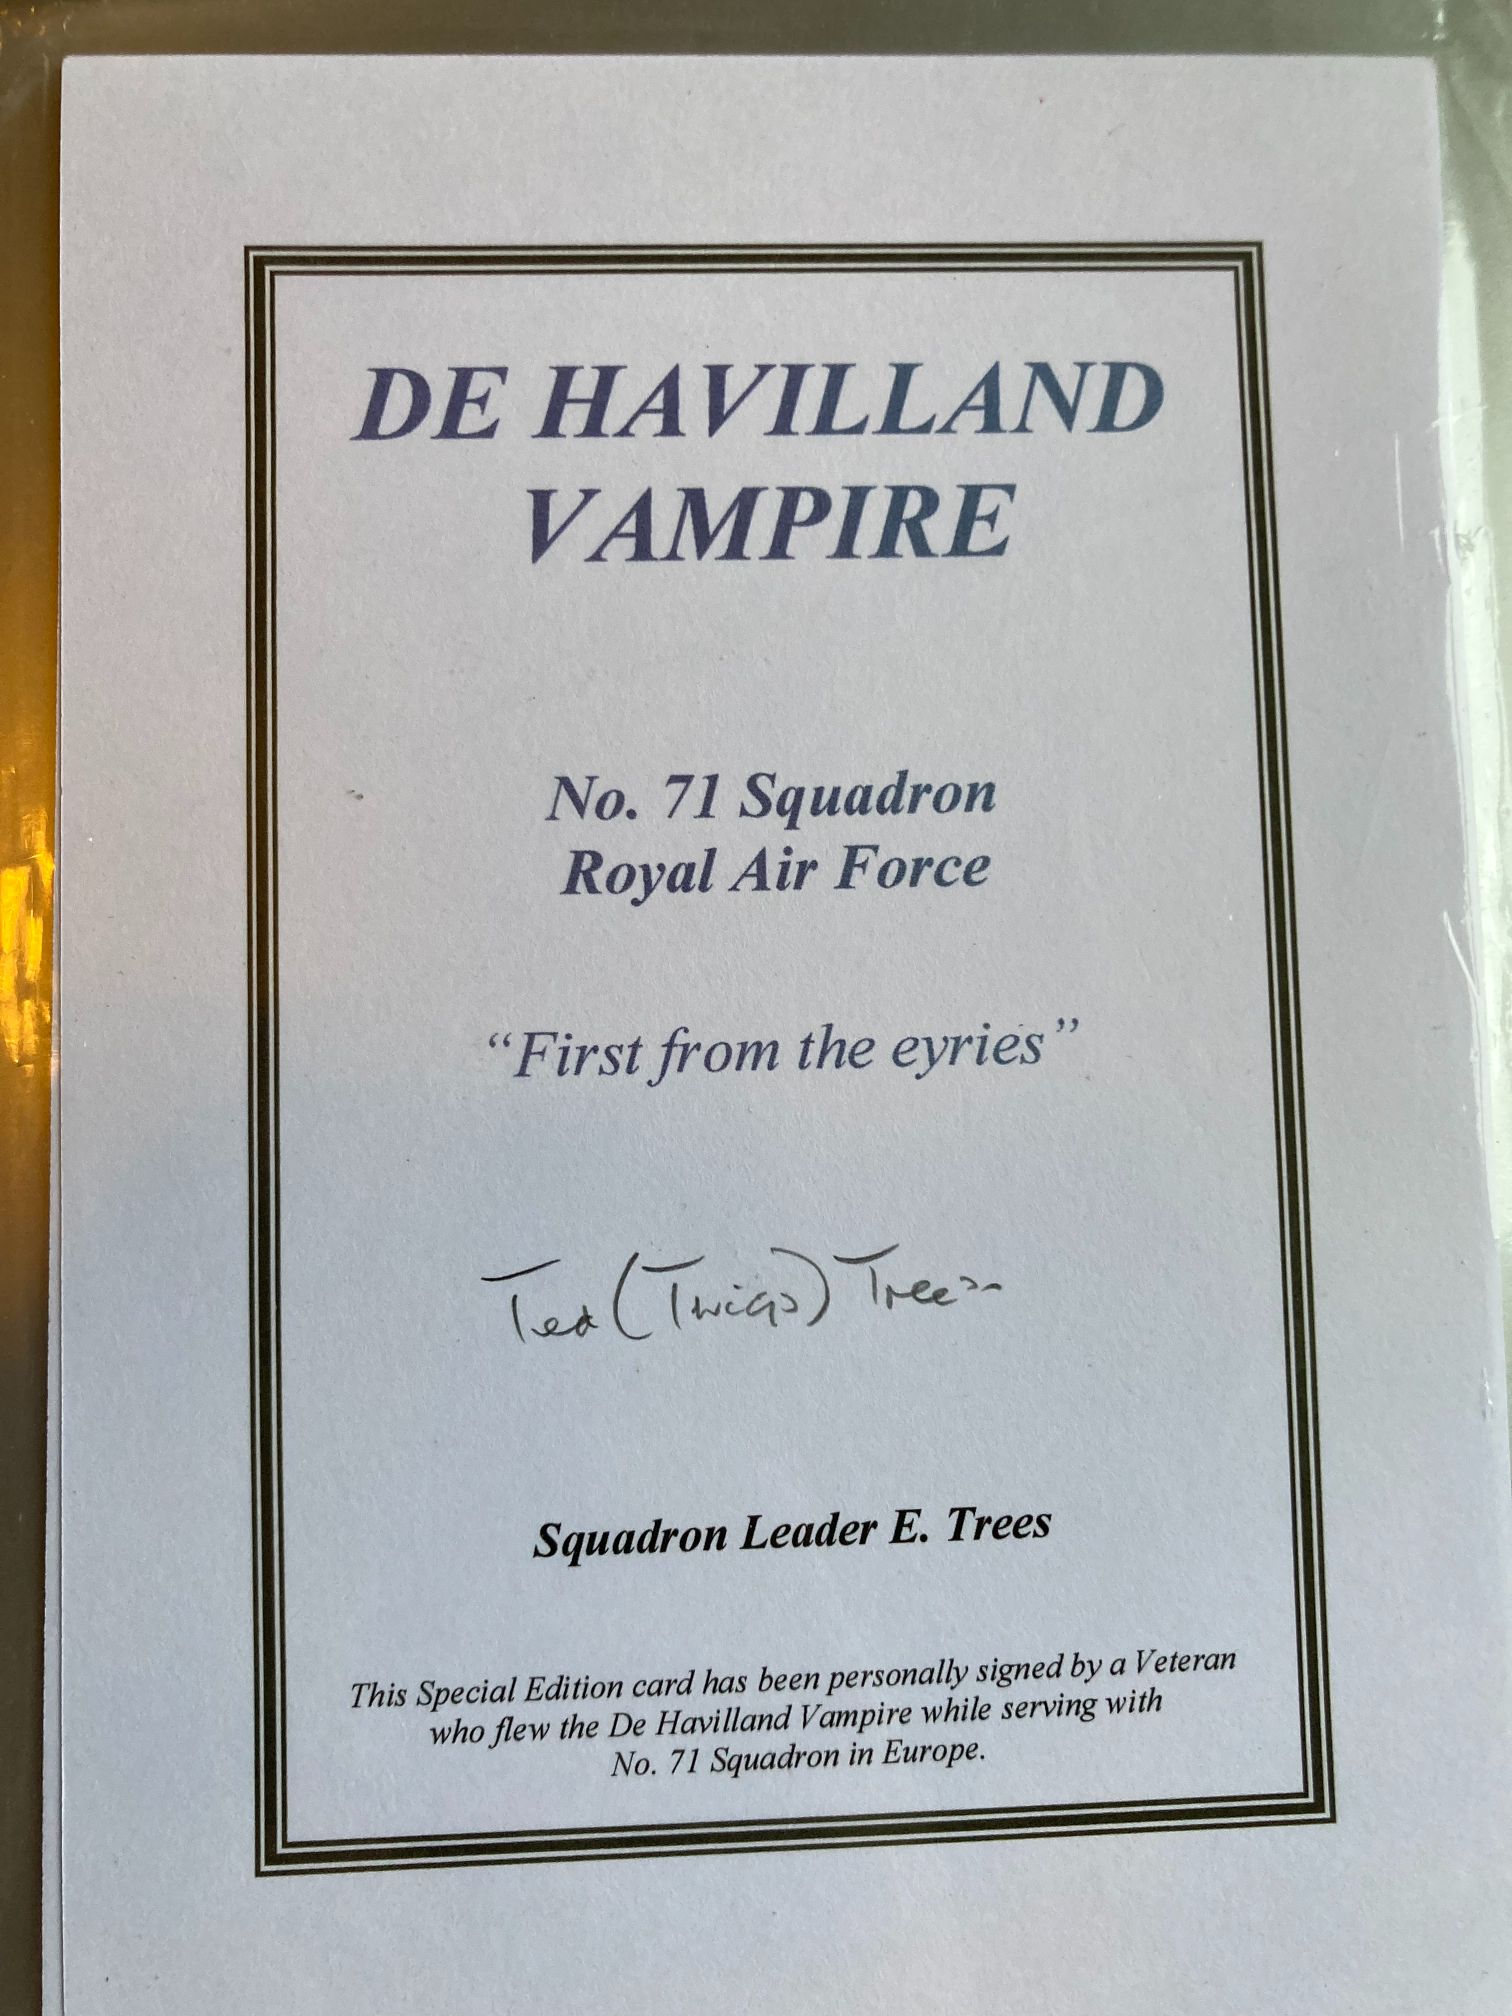 DE HAVILLAND
VAMPIRE
No. 71 Squadron
Royal Air Force
“First from the eyries”
Ted (Twigs) Trees
Squadron Leader E. Trees
This Special Edition card has been personally signed by a Veteran
who flew the De Havilland Vampire while serving with
No. 71 Squadron in Europe.